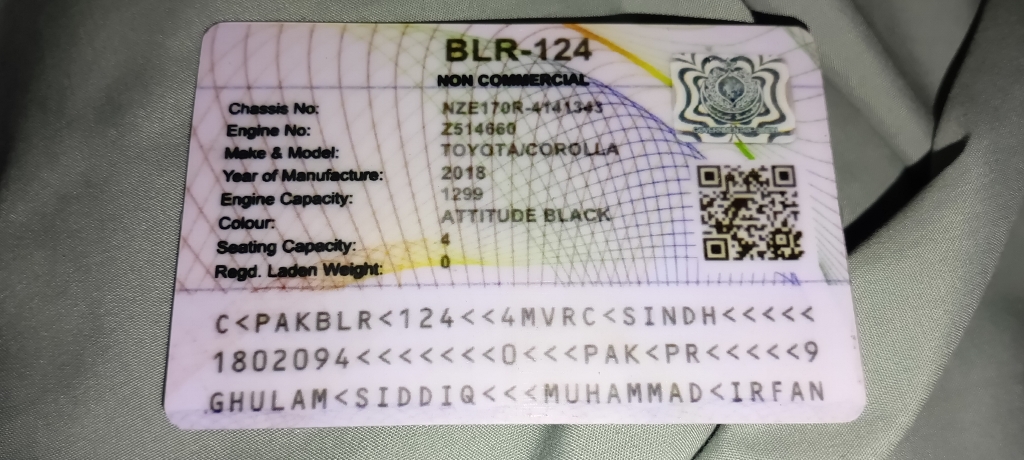 BLR-124
NON COMMERCIAL
Chassis No: NZE170R-4141343
Engine No: Z514660
Make & Model: TOYOTA/COROLLA
Year of Manufacture: 2018
Engine Capacity: 1299
Colour: ATTITUDE BLACK
Seating Capacity: 4
Regd. Laden Weight: 0
C<PAKBLR<124<<4MVRC<SINDH<<<<<
1802094<<<<<<<0<<<PAK<PR<<<<<9
GHULAM<SIDDIQ<<<MUHAMMAD<IRFAN